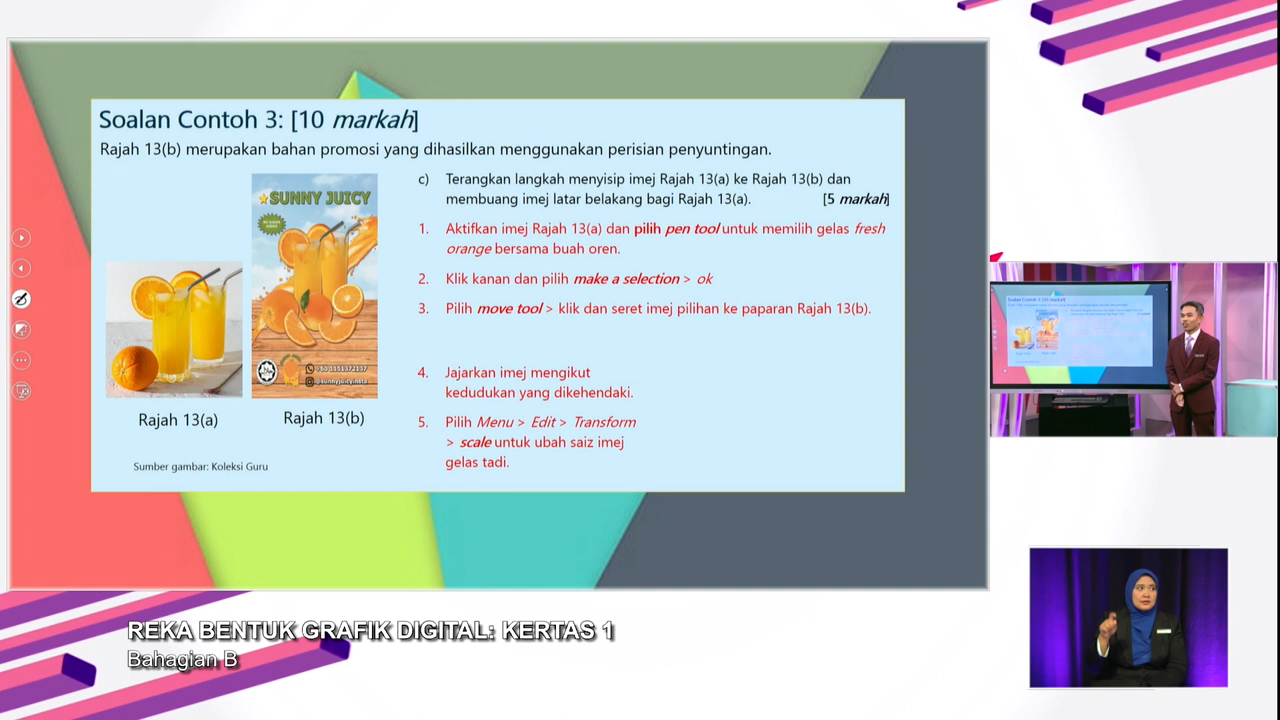 Soalan Contoh 3: [10 markah]
Rajah 13(b) merupakan bahan promosi yang dihasilkan menggunakan perisian penyuntingan.
SUNNY JUICY
Rajah 13(a)
Rajah 13(b)
Sumber gambar: Koleksi Guru
c) Terangkan langkah menyisip imej Rajah 13(a) ke Rajah 13(b) dan
membuang imej latar belakang bagi Rajah 13(a). [5 markah]
1. Aktifkan imej Rajah 13(a) dan pilih pen tool untuk memilih gelas fresh
orange bersama buah oren.
2. Klik kanan dan pilih make a selection > ok
3. Pilih move tool > klik dan seret imej pilihan ke paparan Rajah 13(b).
4. Jajarkan imej mengikut
kedudukan yang dikehendaki.
5. Pilih Menu > Edit > Transform
> scale untuk ubah saiz imej
gelas tadi.
Soalan Contoh 3: [10 markah]
REKA BENTUK GRAFIK DIGITAL: KERTAS 1
Bahagian B